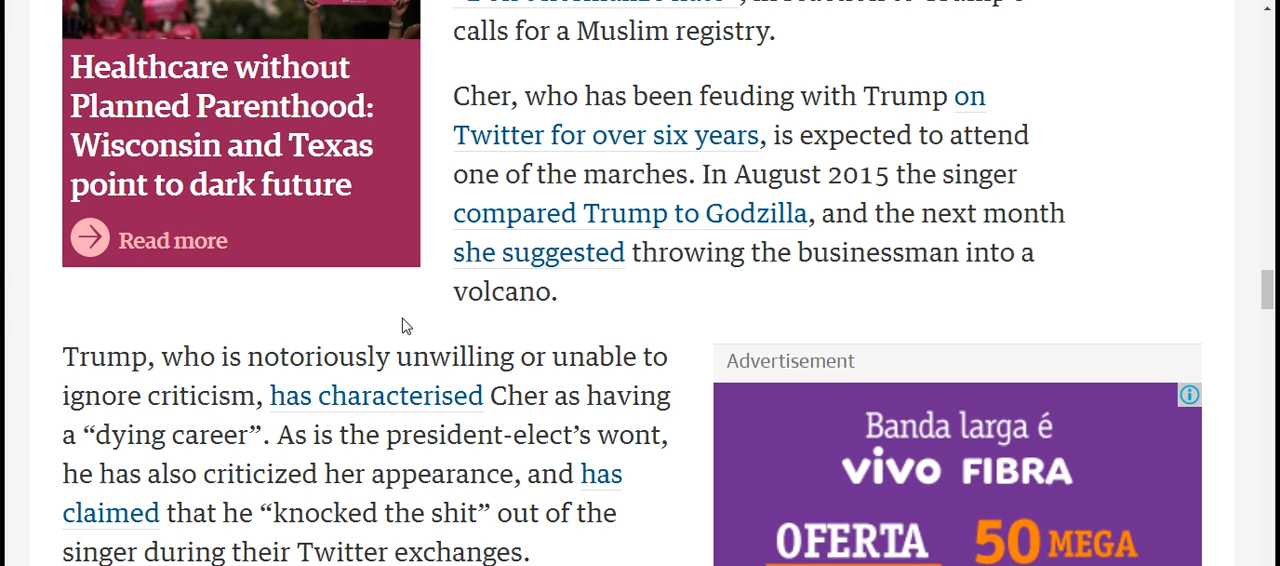 Healthcare without
Planned Parenthood:
Wisconsin and Texas
point to dark future
Read more
calls for a Muslim registry.
Cher, who has been feuding with Trump on
Twitter for over six years, is expected to attend
one of the marches. In August 2015 the singer
compared Trump to Godzilla, and the next month
she suggested throwing the businessman into a
volcano.
Trump, who is notoriously unwilling or unable to
ignore criticism, has characterised Cher as having
a “dying career”. As is the president-elect’s wont,
he has also criticized her appearance, and has
claimed that he “knocked the shit” out of the
singer during their Twitter exchanges.
Advertisement
Banda larga é
vivo FIBRA
OFERTA 50 MEGA